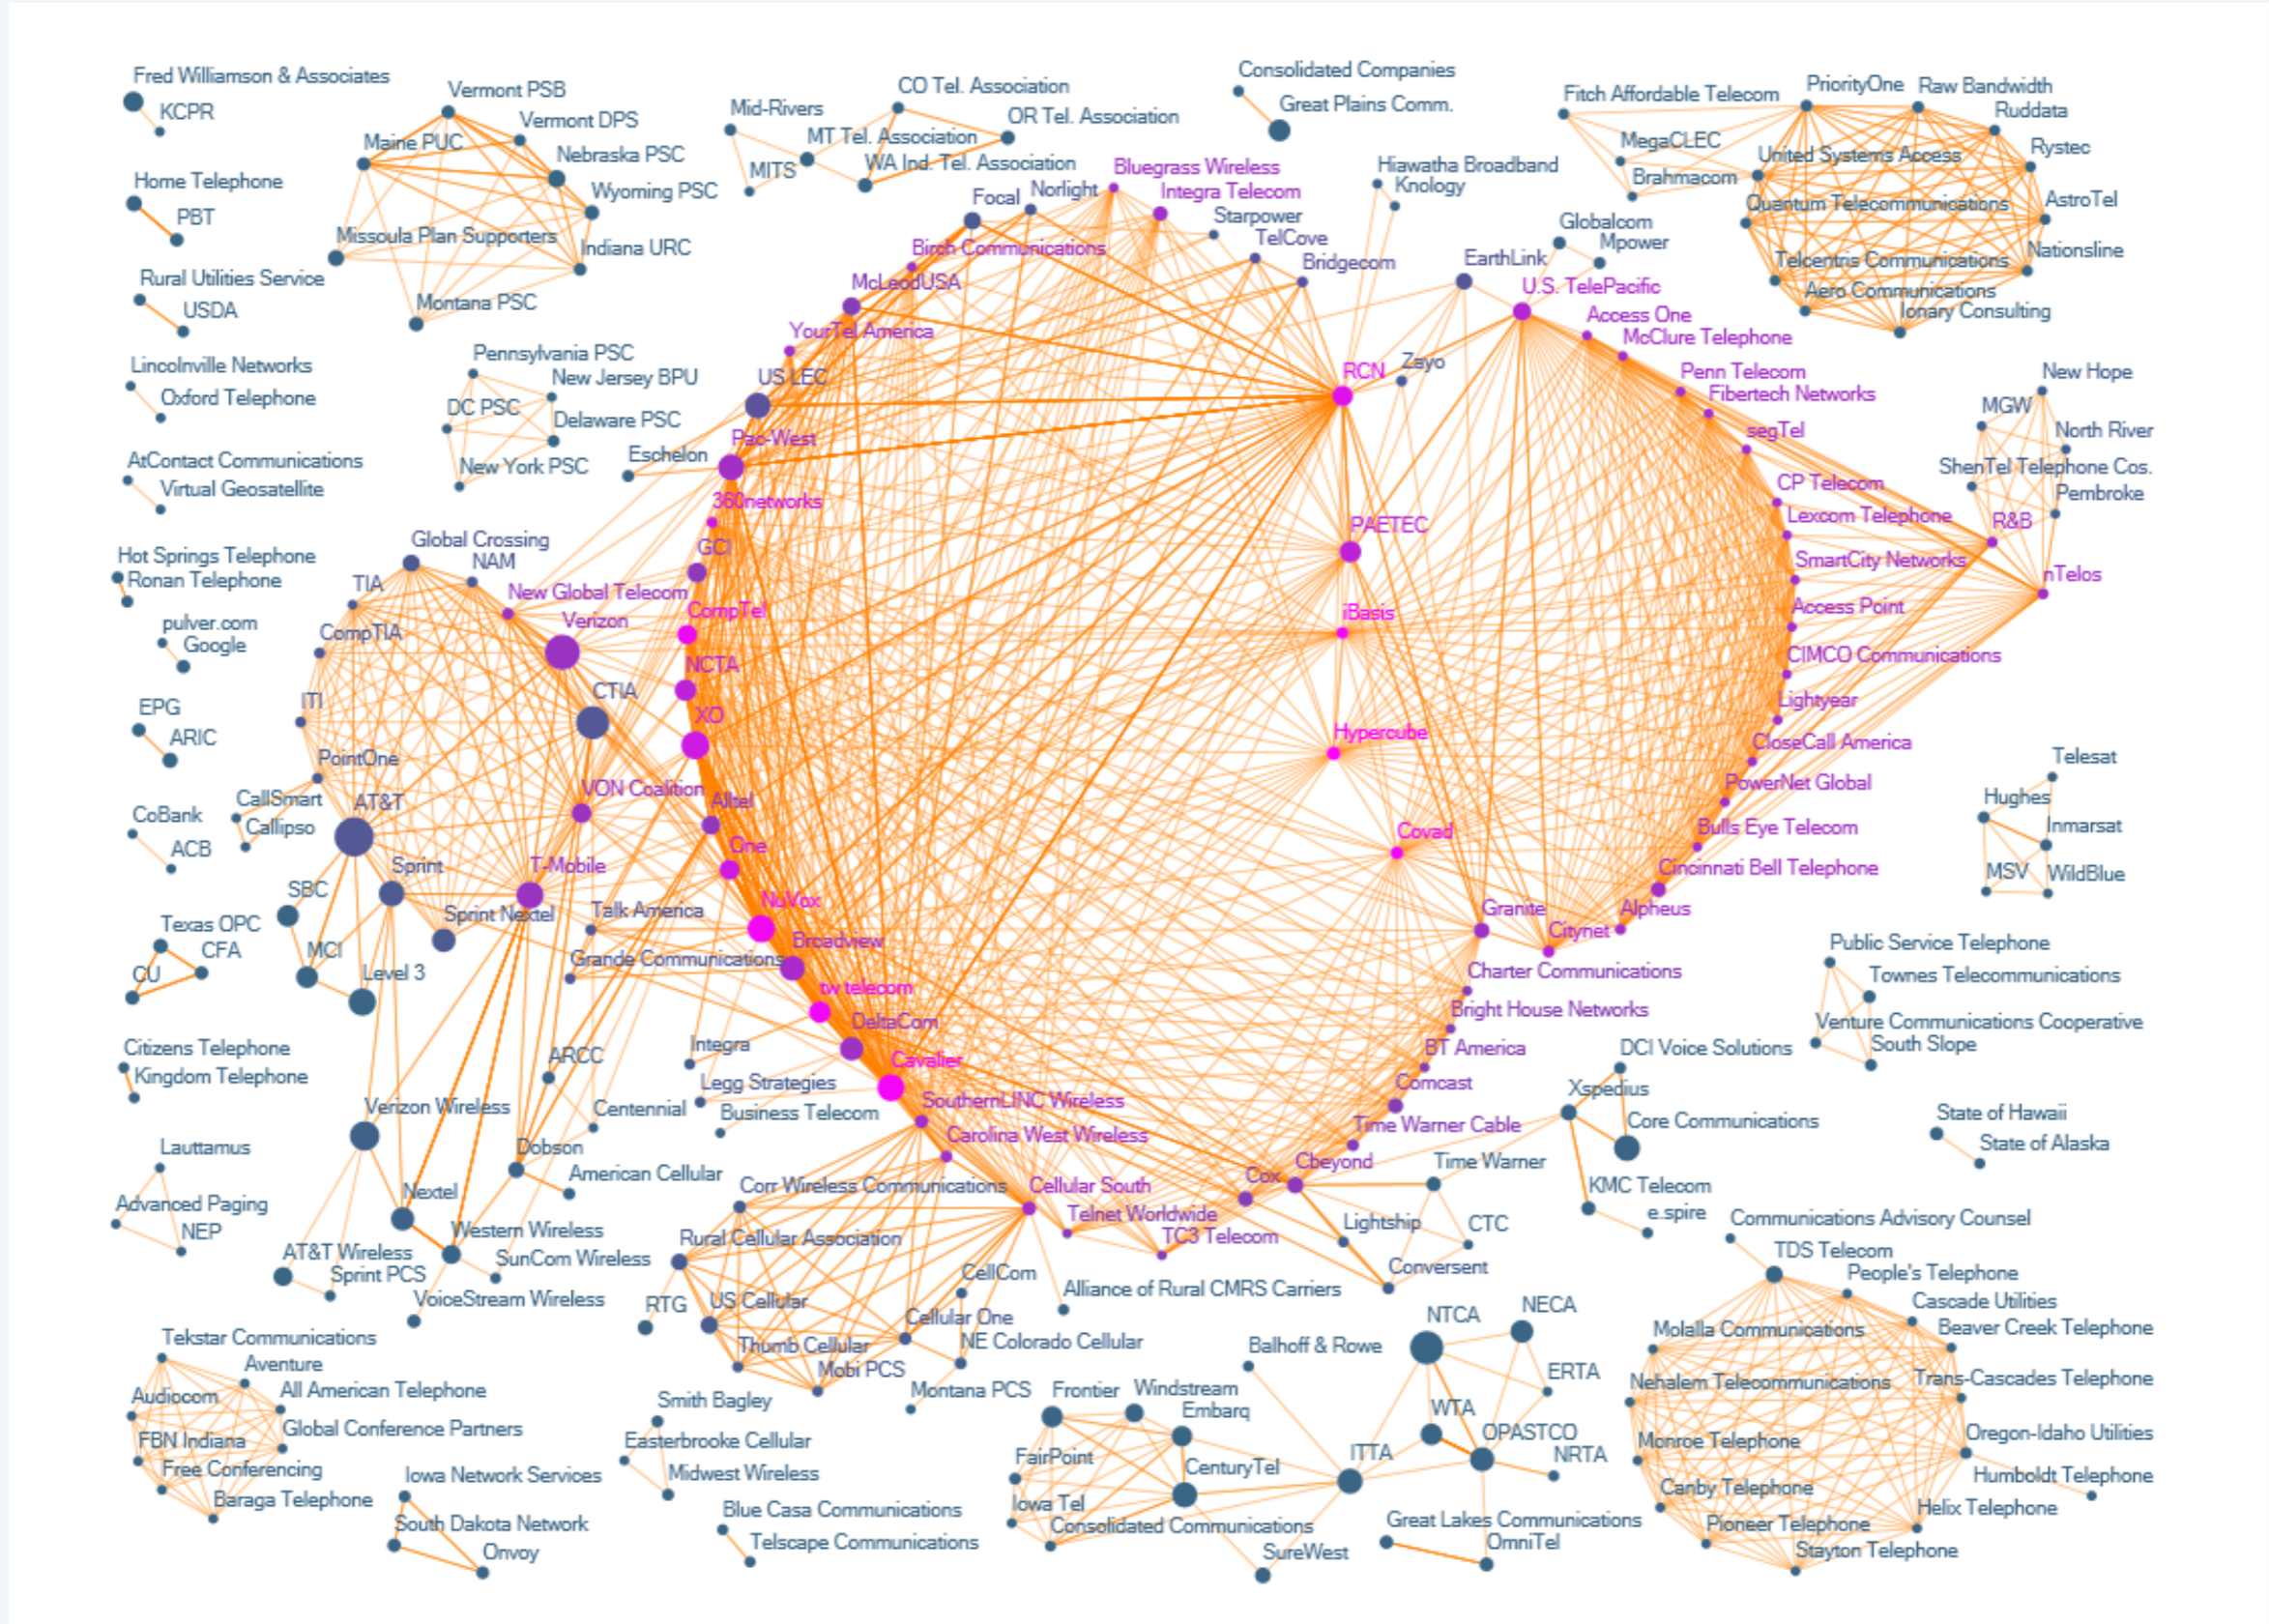 Fred Williamson & Associates
KCPR
Vermont PSB
Vermont DPS
Maine PUC
Nebraska PSC
Wyoming PSC
Missoula Plan Supporters
Indiana URC
Montana PSC
Home Telephone
PBT
Rural Utilities Service
USDA
Lincolnville Networks
Oxford Telephone
AtContact Communications
Virtual Geosatellite
Hot Springs Telephone
Ronan Telephone
pulver.com
Google
EPG
ARIC
CoBank
ACB
Texas OPC
CFA
CU
Citizens Telephone
Kingdom Telephone
Lauttamus
Advanced Paging
NEP
Pennsylvania PSC
New Jersey BPU
DC PSC
Delaware PSC
New York PSC
Eschelon
Mid-Rivers
CO Tel. Association
OR Tel. Association
MT Tel. Association
WA Ind. Tel. Association
MITS
Consolidated Companies
Great Plains Comm.
Hiawatha Broadband
Knology
Fitch Affordable Telecom
PriorityOne
Raw Bandwidth
Ruddata
MegaCLEC
United Systems Access
Rystec
Brahmacom
Quantum Telecommunications
AstroTel
Telcentris Communications
Nationsline
Aero Communications
Ionary Consulting
Globalcom
Mpower
EarthLink
U.S. TelePacific
Access One
McClure Telephone
Penn Telecom
Fibertech Networks
segTel
CP Telecom
Lexcom Telephone
SmartCity Networks
Access Point
CIMCO Communications
Lightyear
CloseCall America
PowerNet Global
Bulls Eye Telecom
Cincinnati Bell Telephone
Alpheus
Citynet
Granite
Charter Communications
Bright House Networks
BT America
Comcast
Time Warner Cable
Cbeyond
Cox
TC3 Telecom
Telnet Worldwide
Cellular South
Carolina West Wireless
SouthernLINC Wireless
Cavalier
DeltaCom
tw telecom
Broadview
NuVox
One
Alltel
XO
NCTA
CompTel
GCI
360networks
Pac-West
US LEC
YourTel America
McLeodUSA
Birch Communications
Focal
Norlight
Bluegrass Wireless
Integra Telecom
Starpower
TelCove
Bridgecom
RCN
Zayo
PAETEC
iBasis
Hypercube
Covad
New Hope
MGW
North River
ShenTel Telephone Cos.
Pembroke
R&B
nTelos
Telesat
Hughes
Inmarsat
MSV
WildBlue
Public Service Telephone
Townes Telecommunications
Venture Communications Cooperative
South Slope
State of Hawaii
State of Alaska
DCI Voice Solutions
Xspedius
Core Communications
KMC Telecom
e.spire
Time Warner
Lightship
CTC
Conversent
Global Crossing
NAM
TIA
New Global Telecom
Verizon
CompTIA
CTIA
ITI
PointOne
VON Coalition
CallSmart
AT&T
Callipso
Sprint
T-Mobile
SBC
Sprint Nextel
MCI
Level 3
Talk America
Grande Communications
Integra
ARCC
Legg Strategies
Centennial
Business Telecom
Verizon Wireless
Dobson
American Cellular
Nextel
Western Wireless
AT&T Wireless
SunCom Wireless
Sprint PCS
VoiceStream Wireless
Corr Wireless Communications
Rural Cellular Association
CellCom
Alliance of Rural CMRS Carriers
RTG
US Cellular
Cellular One
Thumb Cellular
NE Colorado Cellular
Mobi PCS
Montana PCS
Tekstar Communications
Aventure
Audiocom
All American Telephone
Global Conference Partners
FBN Indiana
Free Conferencing
Baraga Telephone
Iowa Network Services
South Dakota Network
Onvoy
Smith Bagley
Easterbrooke Cellular
Midwest Wireless
Blue Casa Communications
Telscape Communications
Frontier
Windstream
Embarq
FairPoint
CenturyTel
Iowa Tel
Consolidated Communications
SureWest
Balhoff & Rowe
ITTA
NTCA
NECA
ERTA
WTA
OPASTCO
NRTA
Great Lakes Communications
OmniTel
Communications Advisory Counsel
TDS Telecom
People's Telephone
Cascade Utilities
Molalla Communications
Beaver Creek Telephone
Nehalem Telecommunications
Trans-Cascades Telephone
Monroe Telephone
Oregon-Idaho Utilities
Canby Telephone
Humboldt Telephone
Pioneer Telephone
Helix Telephone
Stayton Telephone